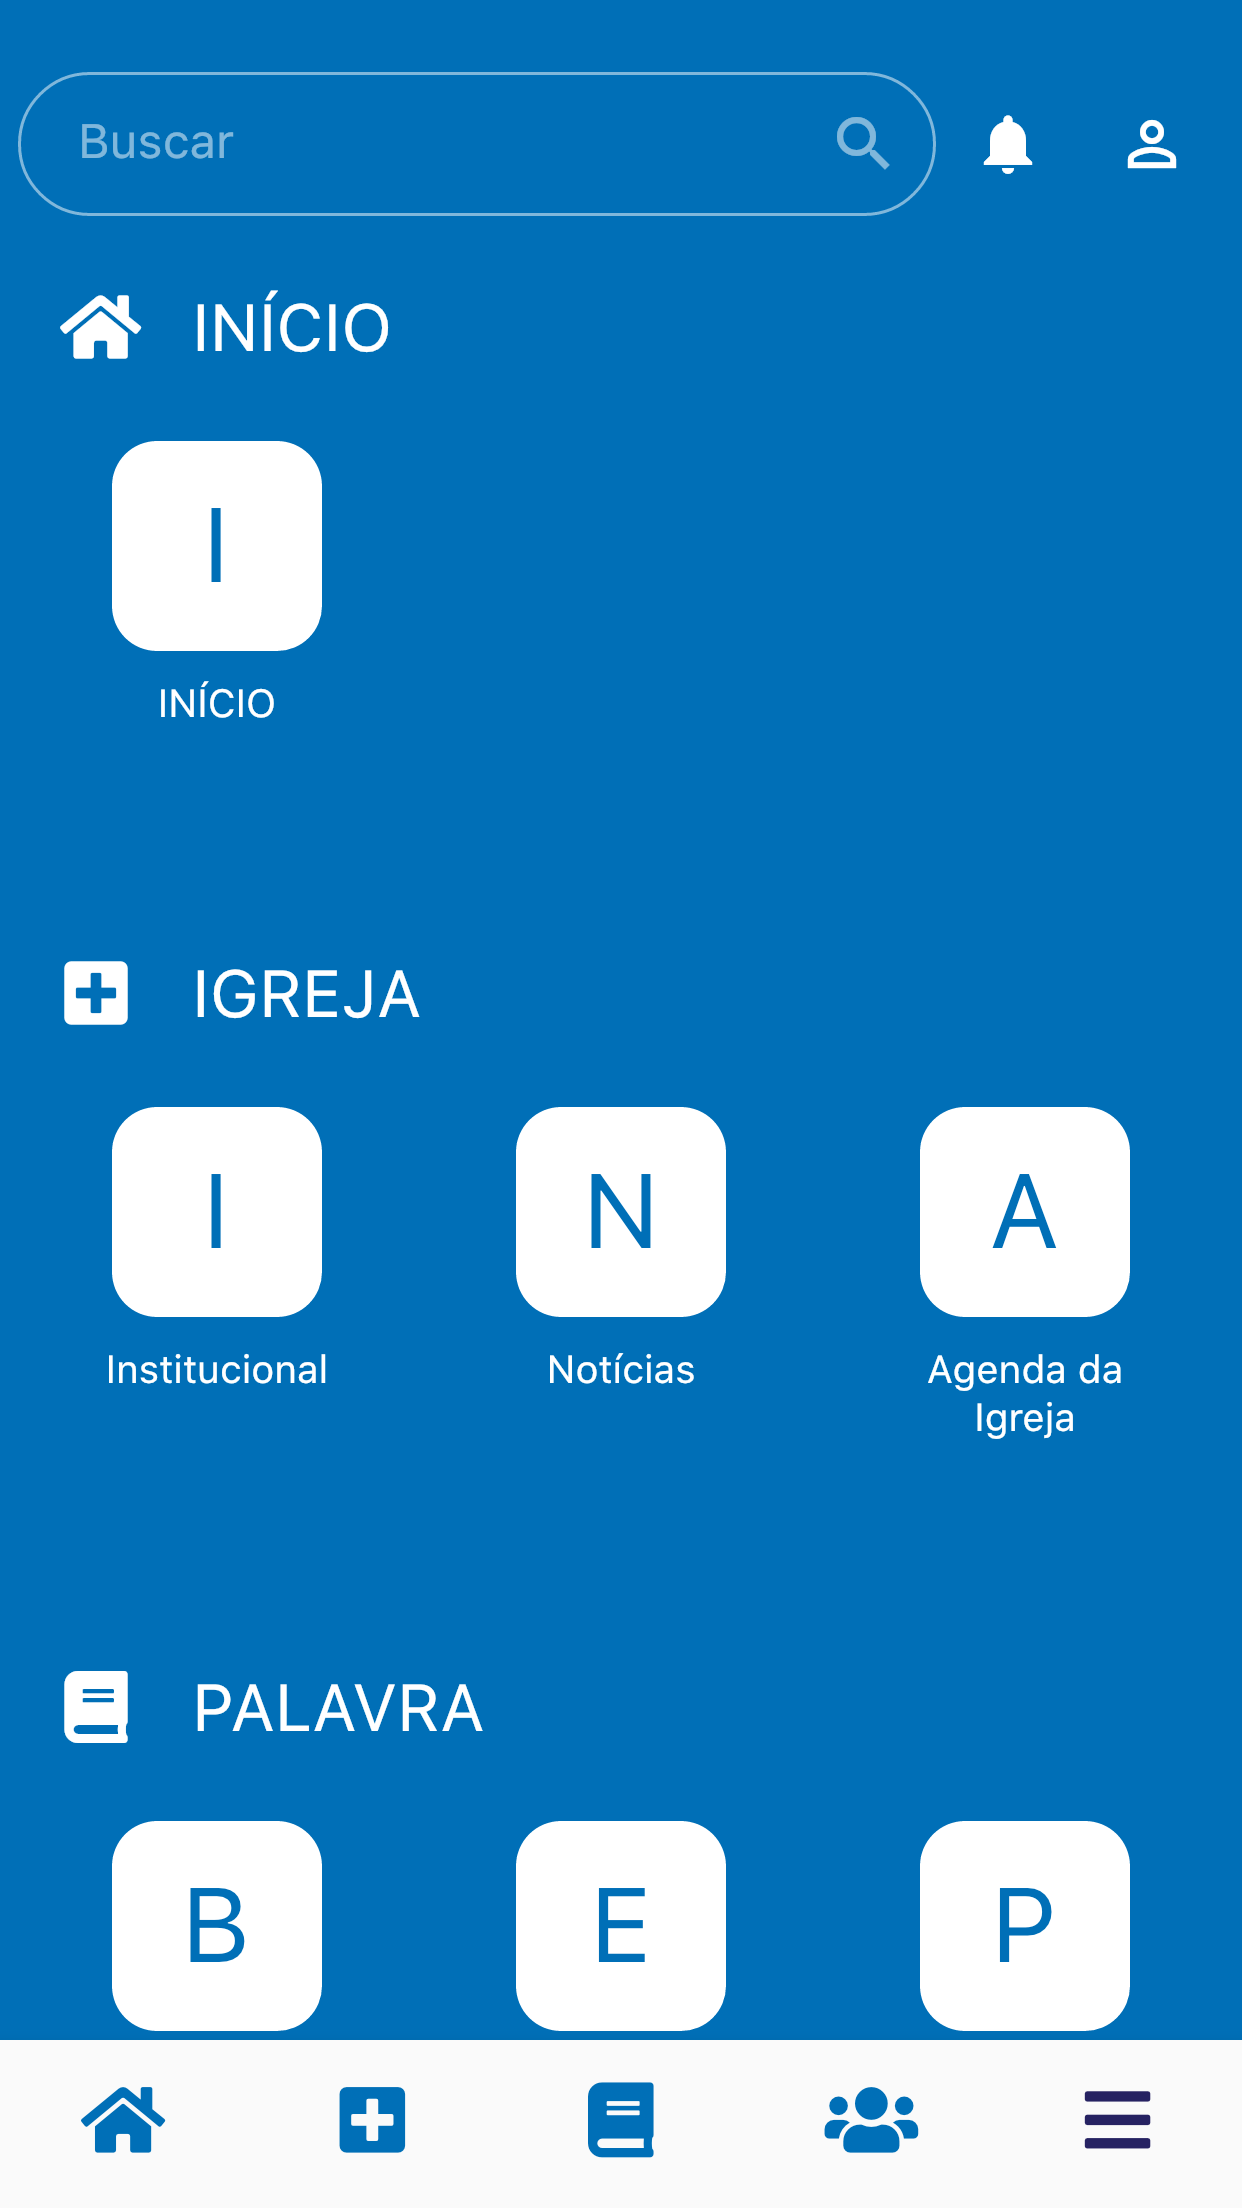 Buscar
INÍCIO
I
INÍCIO
IGREJA
I
N
A
Institucional
Notícias
Agenda da
Igreja
PALAVRA
B
E
P